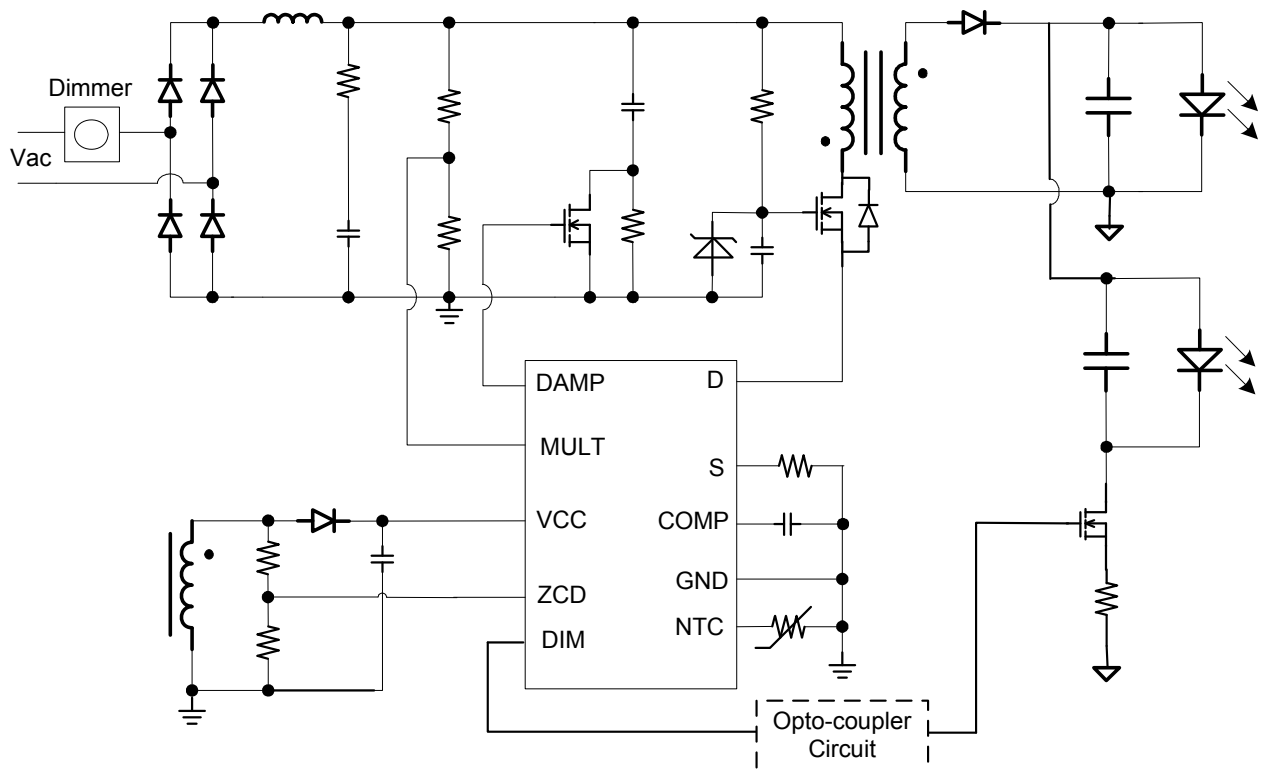 Dimmer
Vac
DAMP
D
MULT
S
VCC
COMP
GND
ZCD
NTC
DIM
Opto-coupler
Circuit